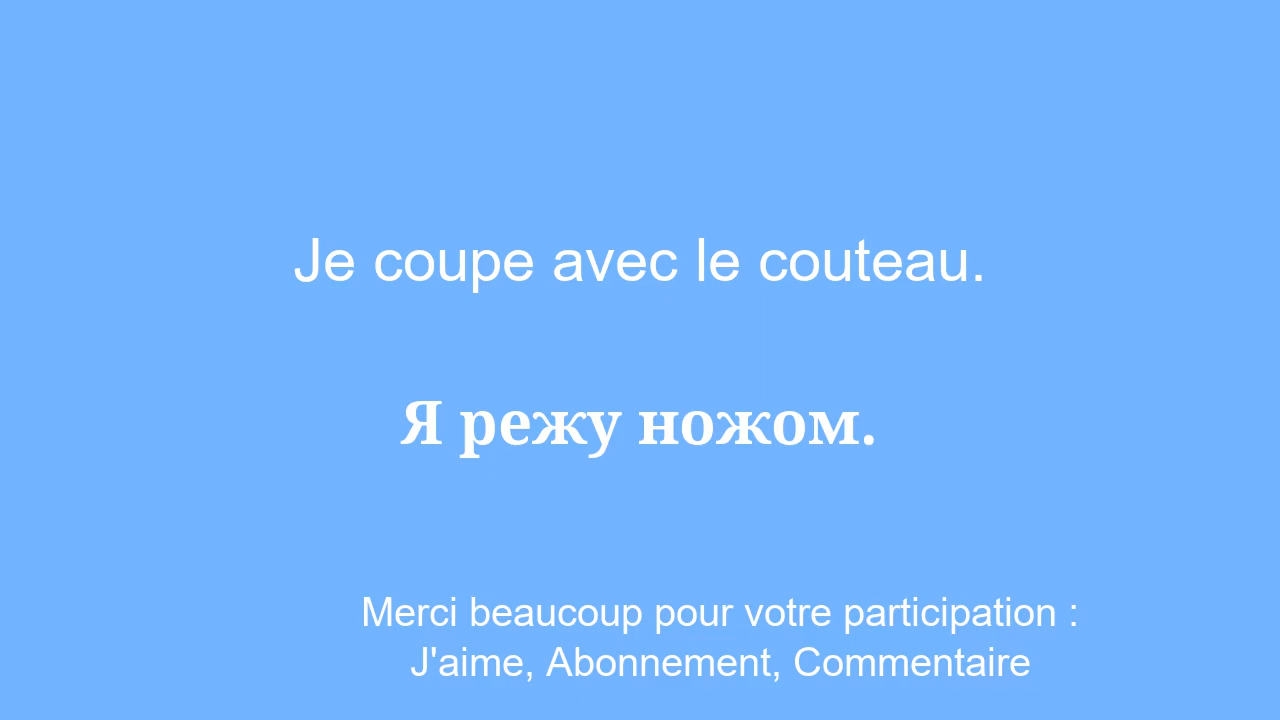 Je coupe avec le couteau.
Я режу ножом.
Merci beaucoup pour votre participation :
J'aime, Abonnement, Commentaire